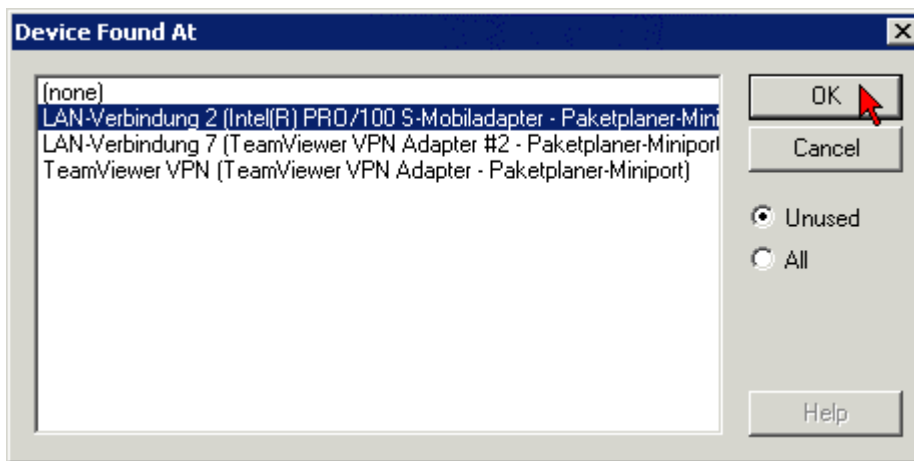 Device Found At
(none)
LAN-Verbindung 2 (Intel(R) PRO/100 S-Mobiladapter - Paketplaner-Mini
LAN-Verbindung 7 (TeamViewer VPN Adapter #2 - Paketplaner-Miniport
TeamViewer VPN (TeamViewer VPN Adapter - Paketplaner-Miniport)
OK
Cancel
Unused
All
Help